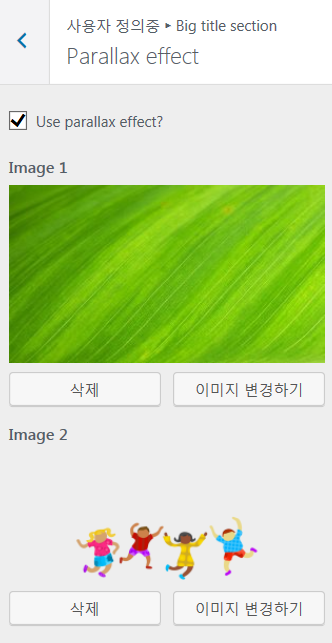 사용자 정의중 ▸ Big title section
Parallax effect
Use parallax effect?
Image 1
삭제
이미지 변경하기
Image 2
삭제
이미지 변경하기